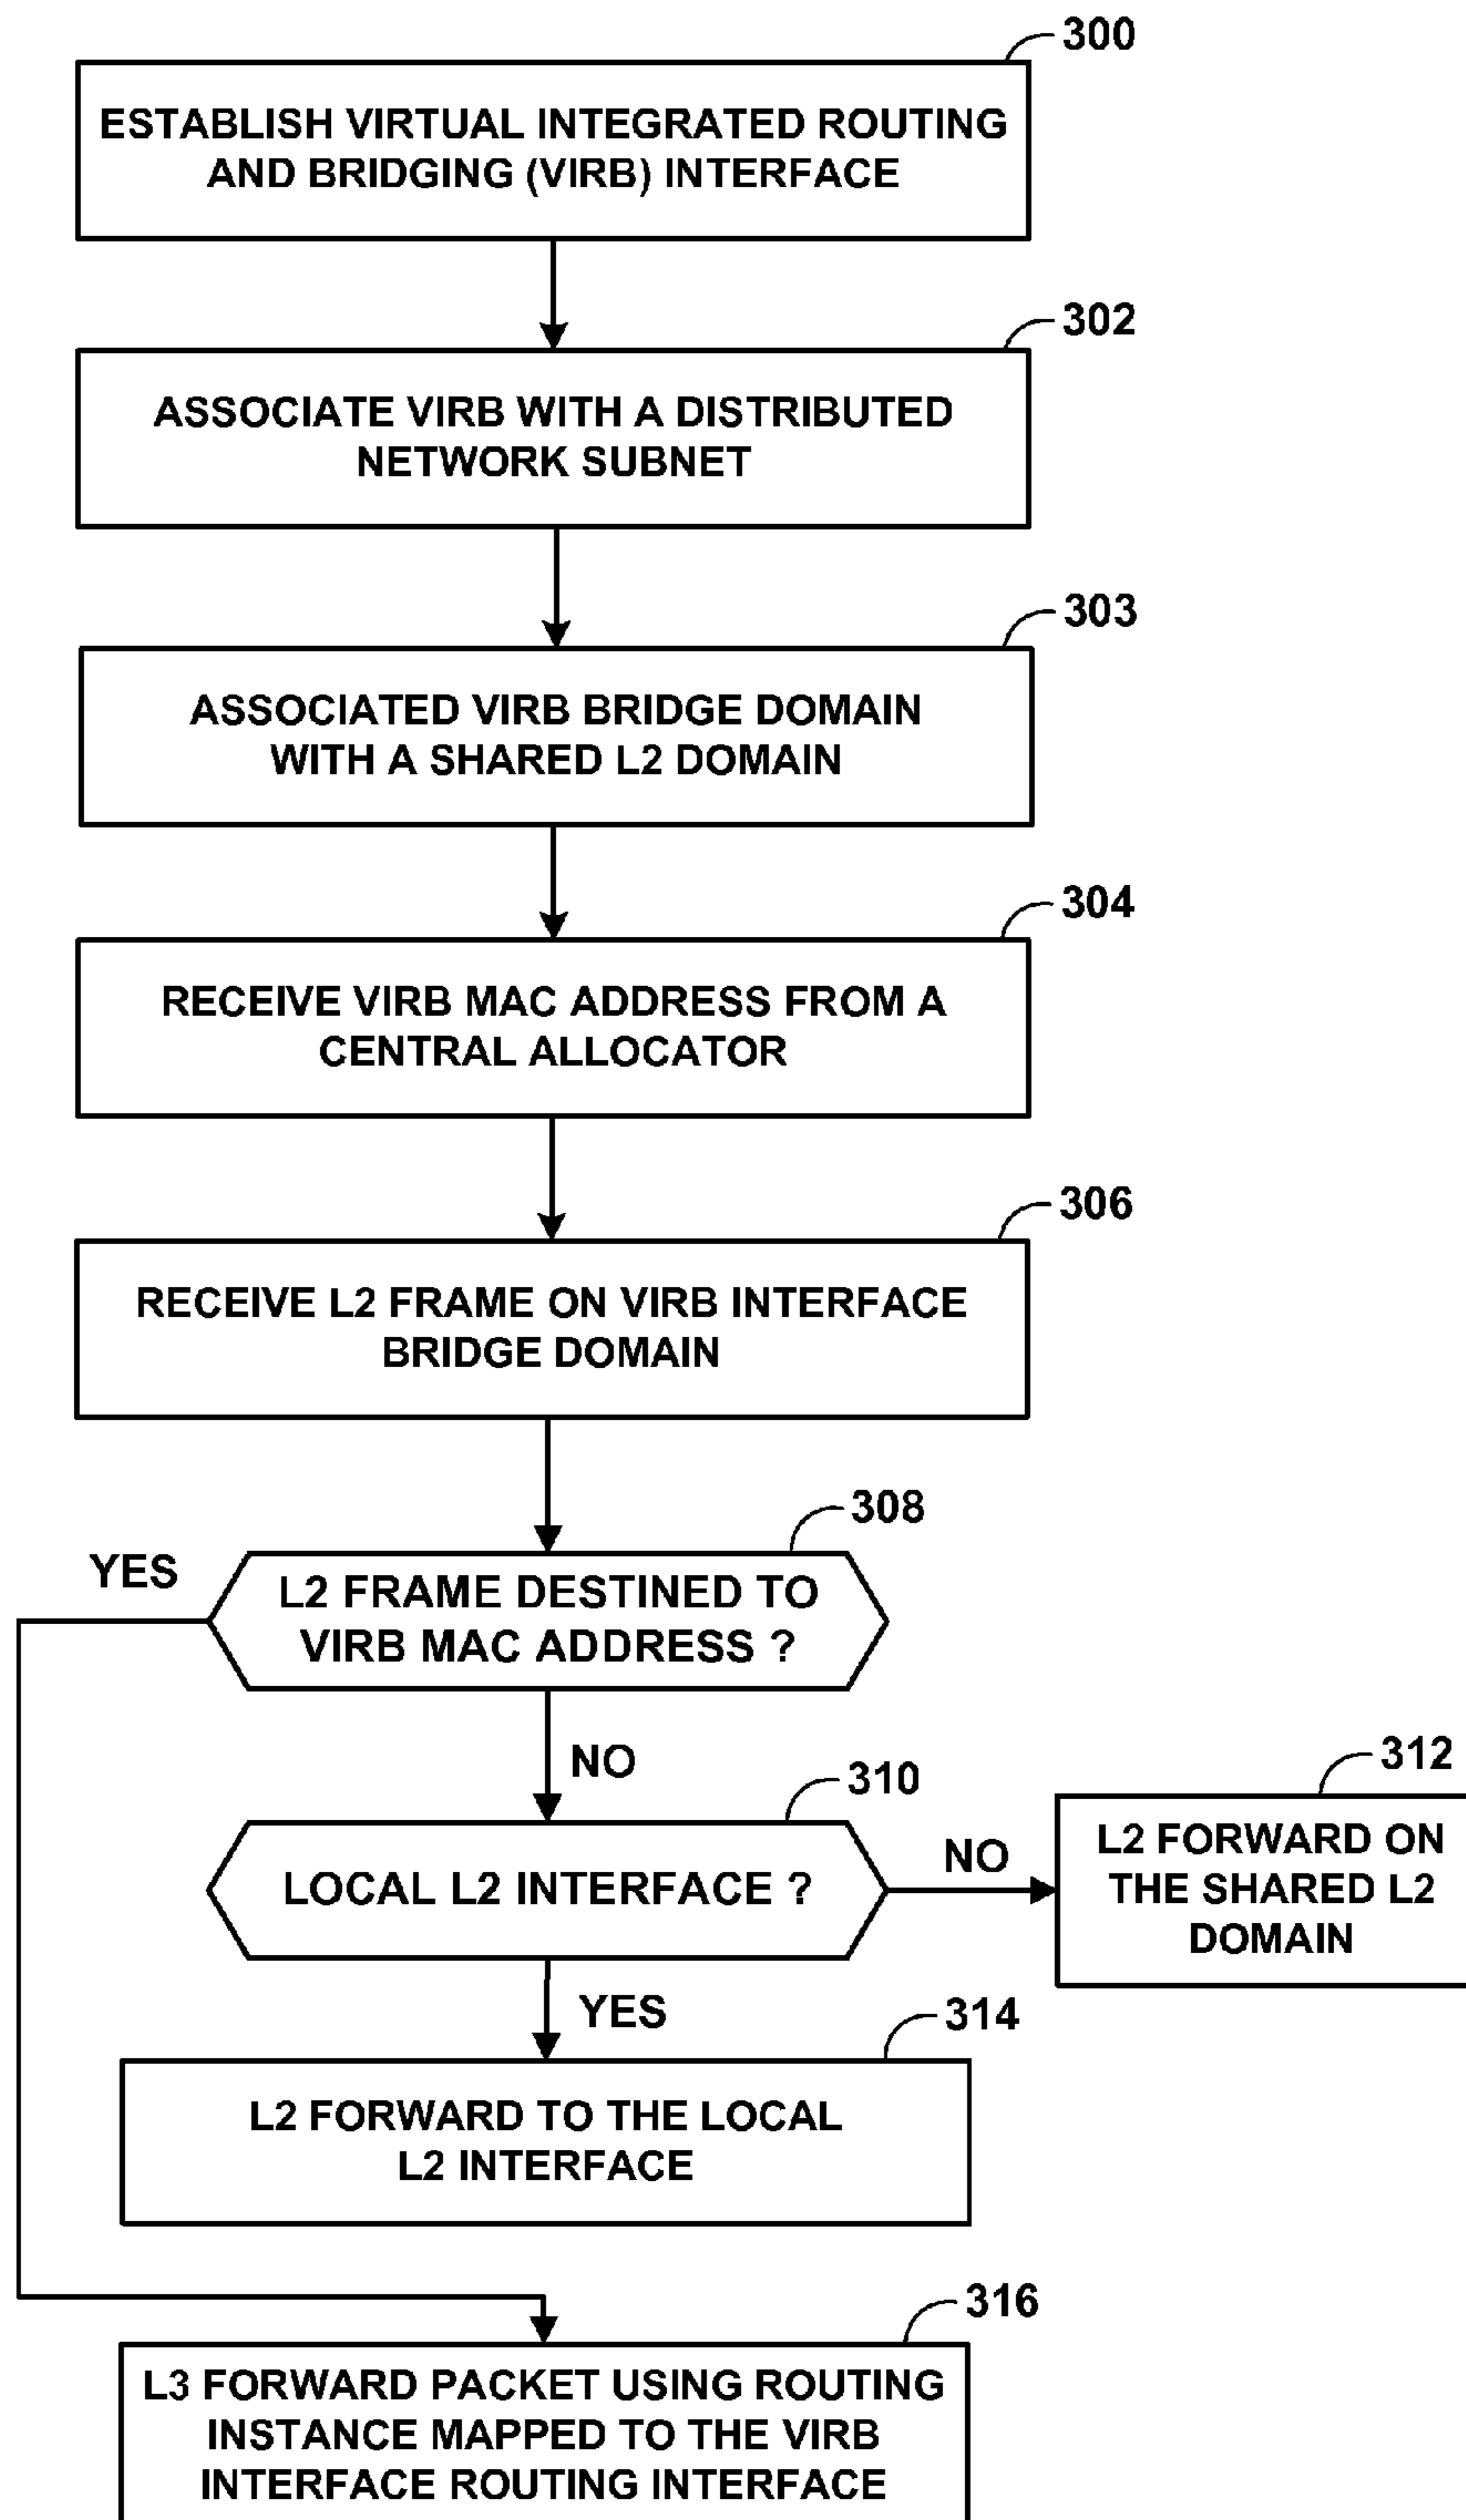 300
ESTABLISH VIRTUAL INTEGRATED ROUTING
AND BRIDGING (VIRB) INTERFACE
302
ASSOCIATE VIRB WITH A DISTRIBUTED
NETWORK SUBNET
303
ASSOCIATED VIRB BRIDGE DOMAIN
WITH A SHARED L2 DOMAIN
304
RECEIVE VIRB MAC ADDRESS FROM A
CENTRAL ALLOCATOR
306
RECEIVE L2 FRAME ON VIRB INTERFACE
BRIDGE DOMAIN
308
YES
L2 FRAME DESTINED TO
VIRB MAC ADDRESS ?
NO
310
LOCAL L2 INTERFACE ?
NO
312
L2 FORWARD ON
THE SHARED L2
DOMAIN
YES
314
L2 FORWARD TO THE LOCAL
L2 INTERFACE
316
L3 FORWARD PACKET USING ROUTING
INSTANCE MAPPED TO THE VIRB
INTERFACE ROUTING INTERFACE